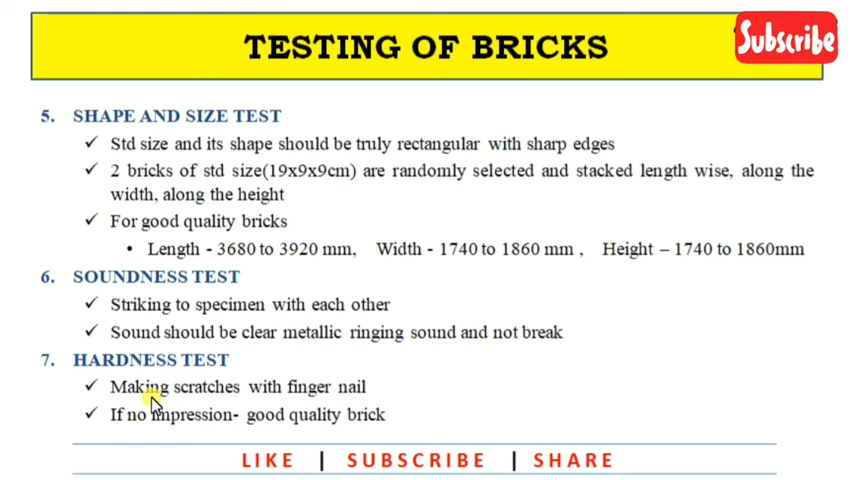 TESTING OF BRICKS
Subscribe
5. SHAPE AND SIZE TEST
✓ Std size and its shape should be truly rectangular with sharp edges
✓ 2 bricks of std size(19x9x9cm) are randomly selected and stacked length wise, along the
width, along the height
✓ For good quality bricks
• Length - 3680 to 3920 mm, Width - 1740 to 1860 mm , Height – 1740 to 1860mm
6. SOUNDNESS TEST
✓ Striking to specimen with each other
✓ Sound should be clear metallic ringing sound and not break
7. HARDNESS TEST
✓ Making scratches with finger nail
✓ If no impression- good quality brick
LIKE | SUBSCRIBE | SHARE